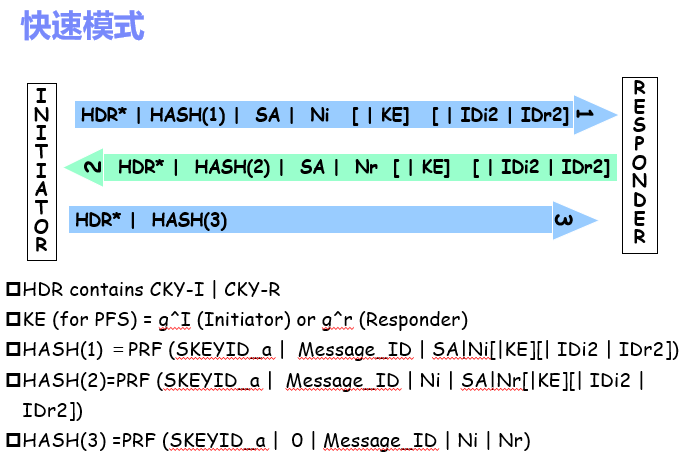 快速模式
INITIATOR
RESPONDER
HDR* | HASH(1) | SA | Ni [ | KE] [ | IDi2 | IDr2] 1
2 HDR* | HASH(2) | SA | Nr [ | KE] [ | IDi2 | IDr2]
HDR* | HASH(3) 3
HDR contains CKY-I | CKY-R
KE (for PFS) = g^I (Initiator) or g^r (Responder)
HASH(1) = PRF (SKEYID_a | Message_ID | SA|Ni[|KE][| IDi2 | IDr2])
HASH(2)=PRF (SKEYID_a | Message_ID | Ni | SA|Nr[|KE][| IDi2 |
IDr2])
HASH(3) =PRF (SKEYID_a | 0 | Message_ID | Ni | Nr)